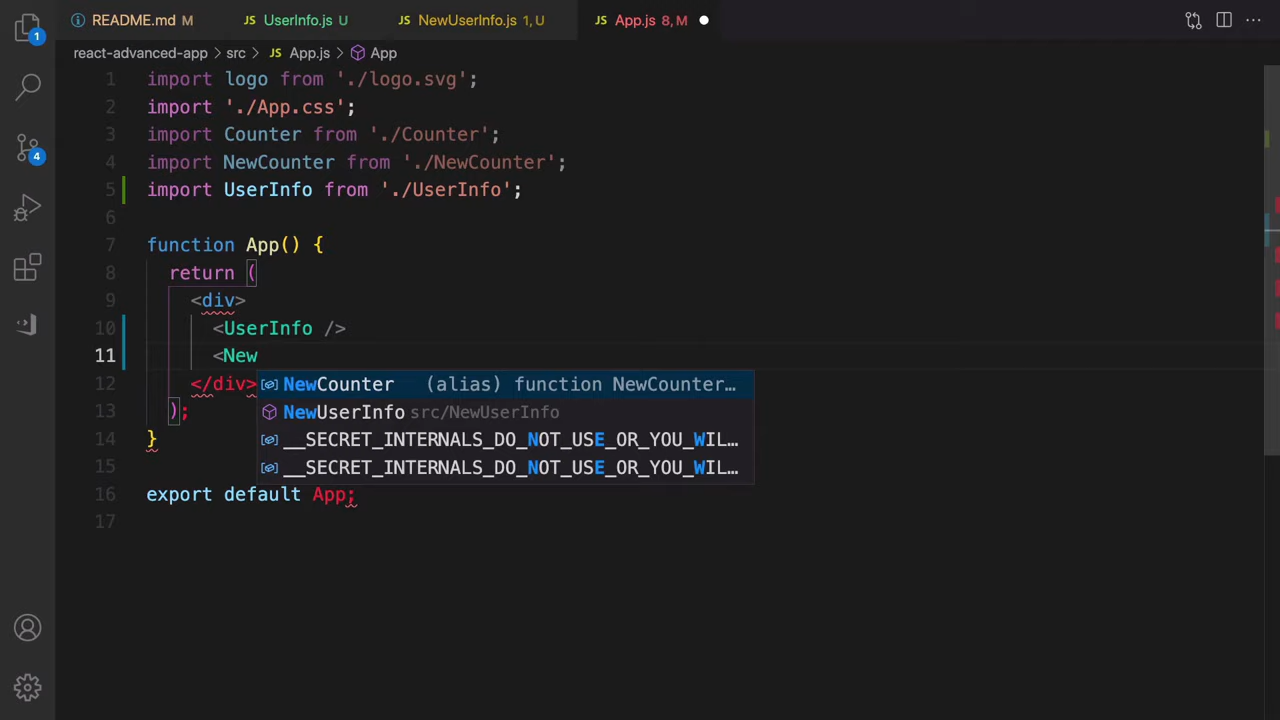 README.md M
JS UserInfo.js U
JS NewUserInfo.js 1, U
JS App.js 8, M
react-advanced-app > src > JS App.js > App
1 import logo from './logo.svg';
2 import './App.css';
3 import Counter from './Counter';
4 import NewCounter from './NewCounter';
5 import UserInfo from './UserInfo';
6
7 function App() {
8 return (
9 <div>
10 <UserInfo />
11 <New
12 </div>
NewCounter (alias) function NewCounter…
13 );
NewUserInfo src/NewUserInfo
14 }
__SECRET_INTERNALS_DO_NOT_USE_OR_YOU_WIL…
15
__SECRET_INTERNALS_DO_NOT_USE_OR_YOU_WIL…
16 export default App;
17
1
4